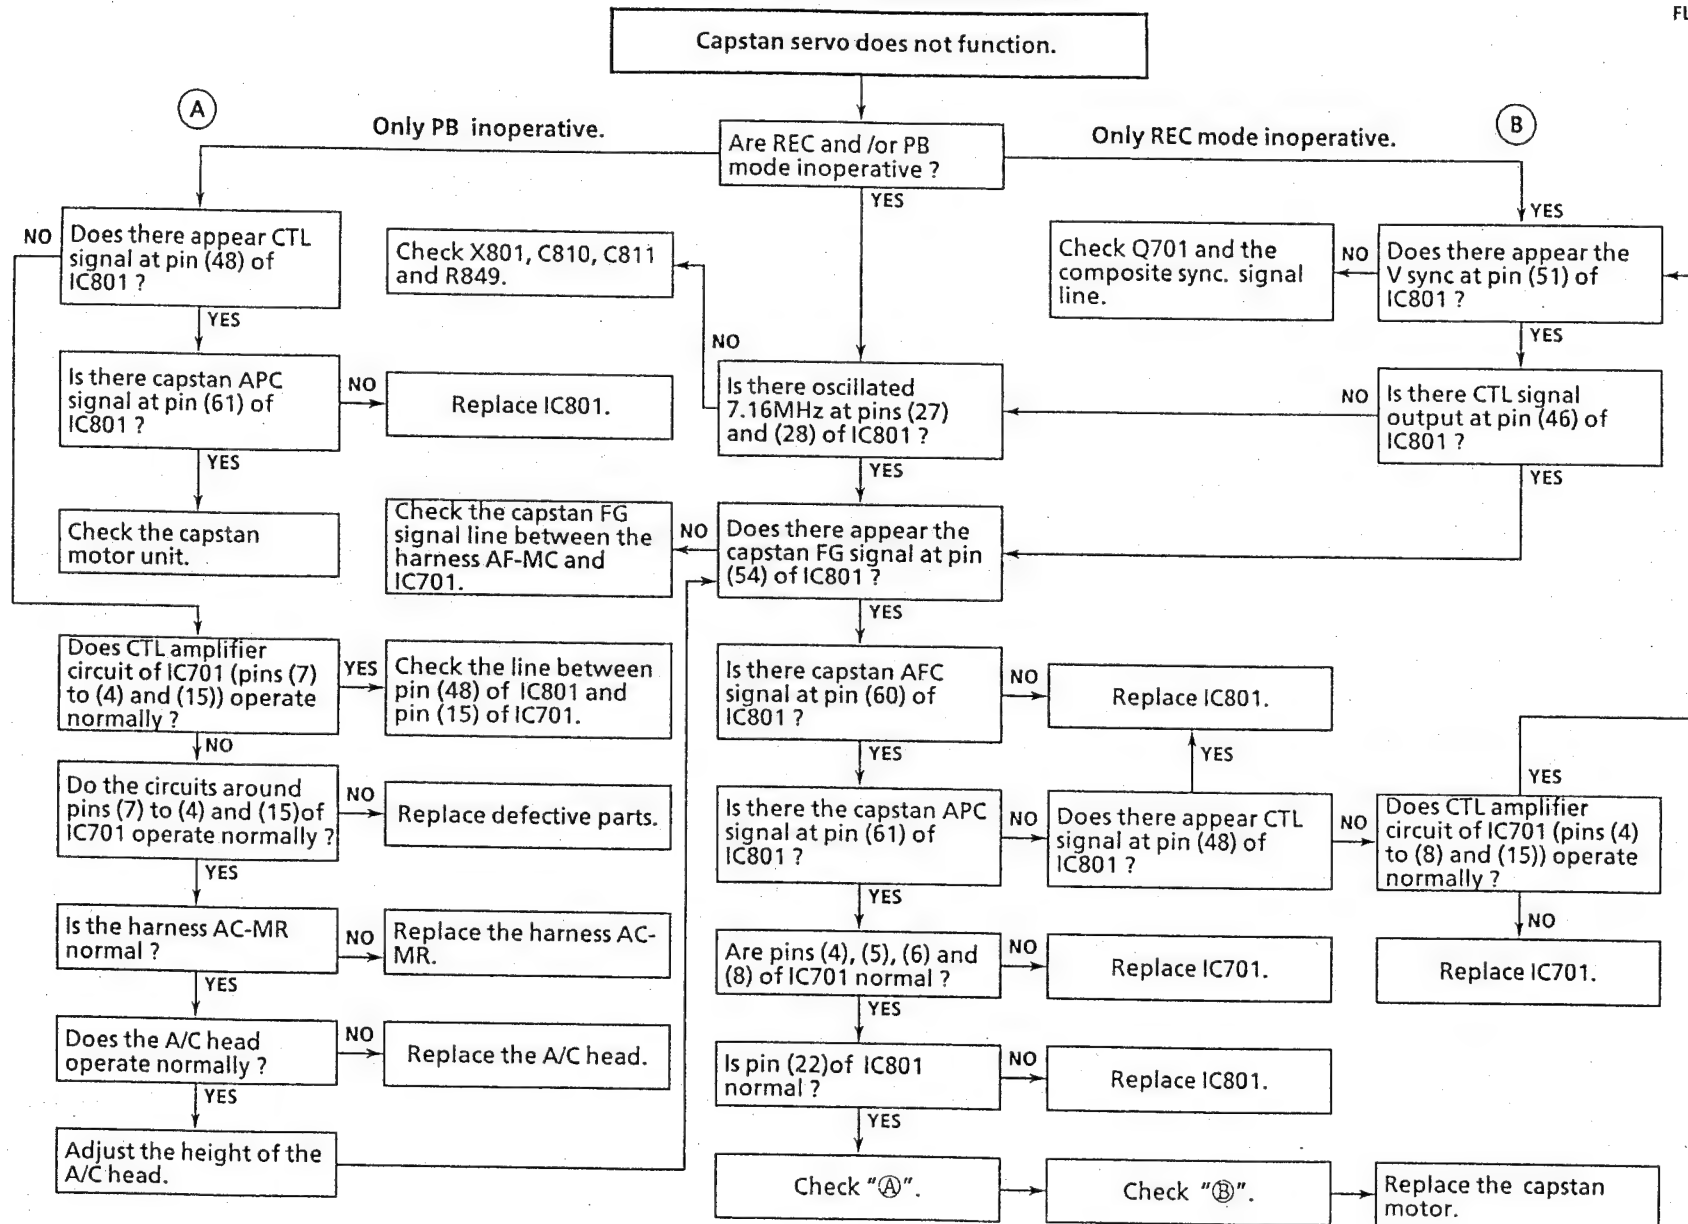 FL
Capstan servo does not function.
A
Only PB inoperative.
Are REC and /or PB
mode inoperative ?
Only REC mode inoperative.
B
YES
YES
NO
Does there appear CTL
signal at pin (48) of
IC801 ?
Check X801, C810, C811
and R849.
Check Q701 and the
composite sync. signal
line.
NO
Does there appear the
V sync at pin (51) of
IC801 ?
YES
YES
NO
Is there capstan APC
signal at pin (61) of
IC801 ?
NO
Replace IC801.
Is there oscillated
7.16MHz at pins (27)
and (28) of IC801 ?
NO
Is there CTL signal
output at pin (46) of
IC801 ?
YES
YES
YES
Check the capstan
motor unit.
Check the capstan FG
signal line between the
harness AF-MC and
IC701.
NO
Does there appear the
capstan FG signal at pin
(54) of IC801 ?
YES
Does CTL amplifier
circuit of IC701 (pins (7)
to (4) and (15)) operate
normally ?
YES
Check the line between
pin (48) of IC801 and
pin (15) of IC701.
Is there capstan AFC
signal at pin (60) of
IC801 ?
NO
Replace IC801.
NO
YES
YES
YES
Do the circuits around
pins (7) to (4) and (15)of
IC701 operate normally ?
NO
Replace defective parts.
Is there the capstan APC
signal at pin (61) of
IC801 ?
NO
Does there appear CTL
signal at pin (48) of
IC801 ?
NO
Does CTL amplifier
circuit of IC701 (pins (4)
to (8) and (15)) operate
normally ?
YES
YES
NO
Is the harness AC-MR
normal ?
NO
Replace the harness AC-
MR.
Are pins (4), (5), (6) and
(8) of IC701 normal ?
NO
Replace IC701.
Replace IC701.
YES
YES
Does the A/C head
operate normally ?
NO
Replace the A/C head.
Is pin (22)of IC801
normal ?
NO
Replace IC801.
YES
YES
Adjust the height of the
A/C head.
Check "Ⓐ".
Check "Ⓑ".
Replace the capstan
motor.